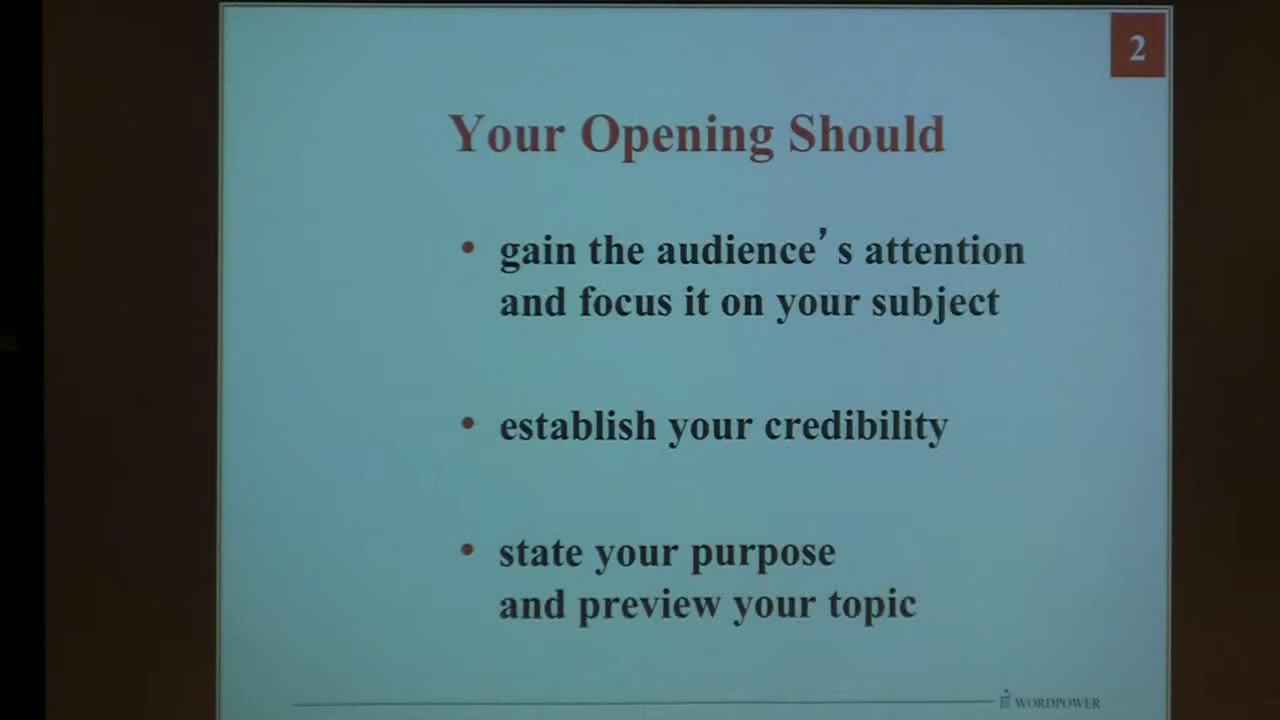 2
Your Opening Should
• gain the audience’s attention
and focus it on your subject
• establish your credibility
• state your purpose
and preview your topic
WORDPOWER